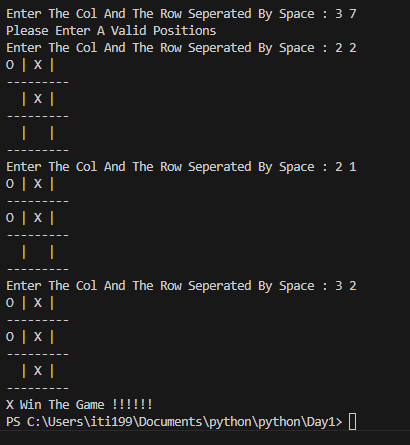 Enter The Col And The Row Seperated By Space : 3 7
Please Enter A Valid Positions
Enter The Col And The Row Seperated By Space : 2 2
O | X |
---------
  | X |
---------
  |   |
---------
Enter The Col And The Row Seperated By Space : 2 1
O | X |
---------
O | X |
---------
  |   |
---------
Enter The Col And The Row Seperated By Space : 3 2
O | X |
---------
O | X |
---------
  | X |
---------
X Win The Game !!!!!!
PS C:\Users\iti199\Documents\python\python\Day1>